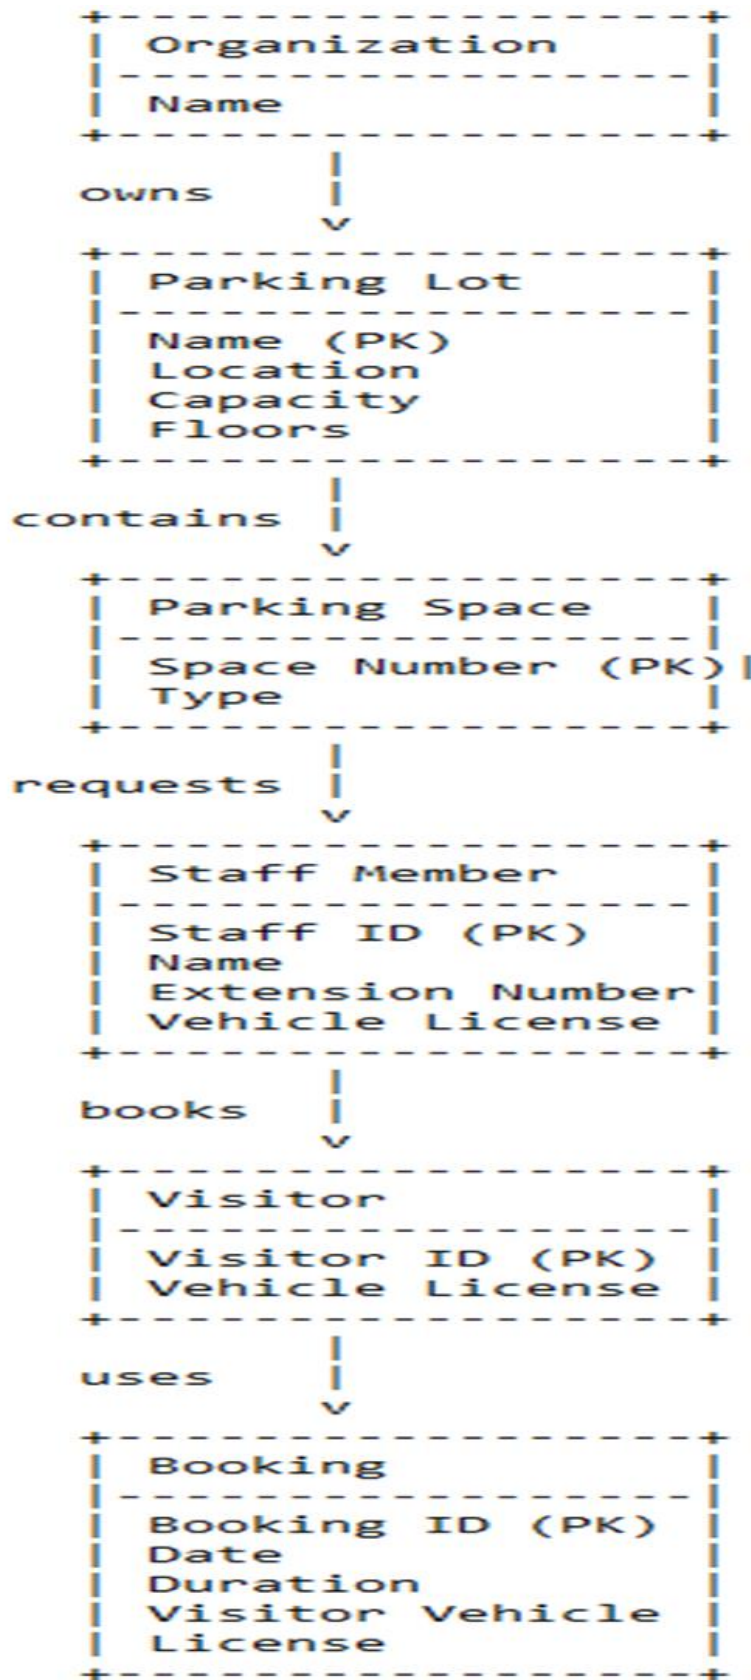 Organization
Name
owns
Parking Lot
Name (PK)
Location
Capacity
Floors
contains
Parking Space
Space Number (PK)
Type
requests
Staff Member
Staff ID (PK)
Name
Extension Number
Vehicle License
books
Visitor
Visitor ID (PK)
Vehicle License
uses
Booking
Booking ID (PK)
Date
Duration
Visitor Vehicle
License